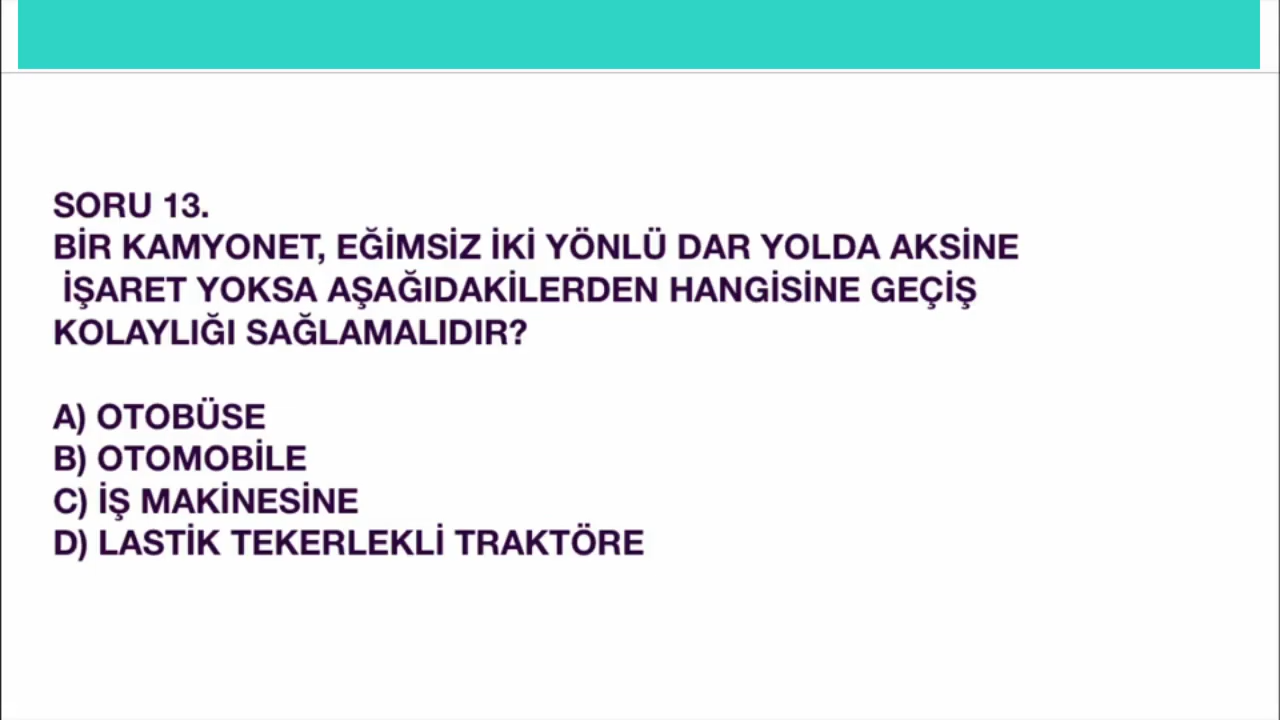 SORU 13.
BİR KAMYONET, EĞİMSİZ İKİ YÖNLÜ DAR YOLDA AKSİNE
İŞARET YOKSA AŞAĞIDAKİLERDEN HANGİSİNE GEÇİŞ
KOLAYLIĞI SAĞLAMALIDIR?
A) OTOBÜSE
B) OTOMOBİLE
C) İŞ MAKİNESİNE
D) LASTİK TEKERLEKLİ TRAKTÖRE